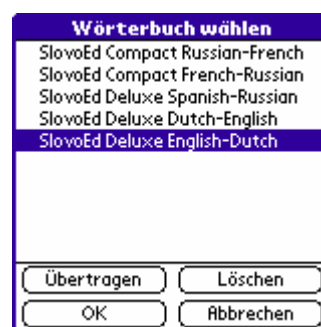 Wörterbuch wählen
SlovoEd Compact Russian-French
SlovoEd Compact French-Russian
SlovoEd Deluxe Spanish-Russian
SlovoEd Deluxe Dutch-English
SlovoEd Deluxe English-Dutch
Übertragen Löschen
OK Abbrechen